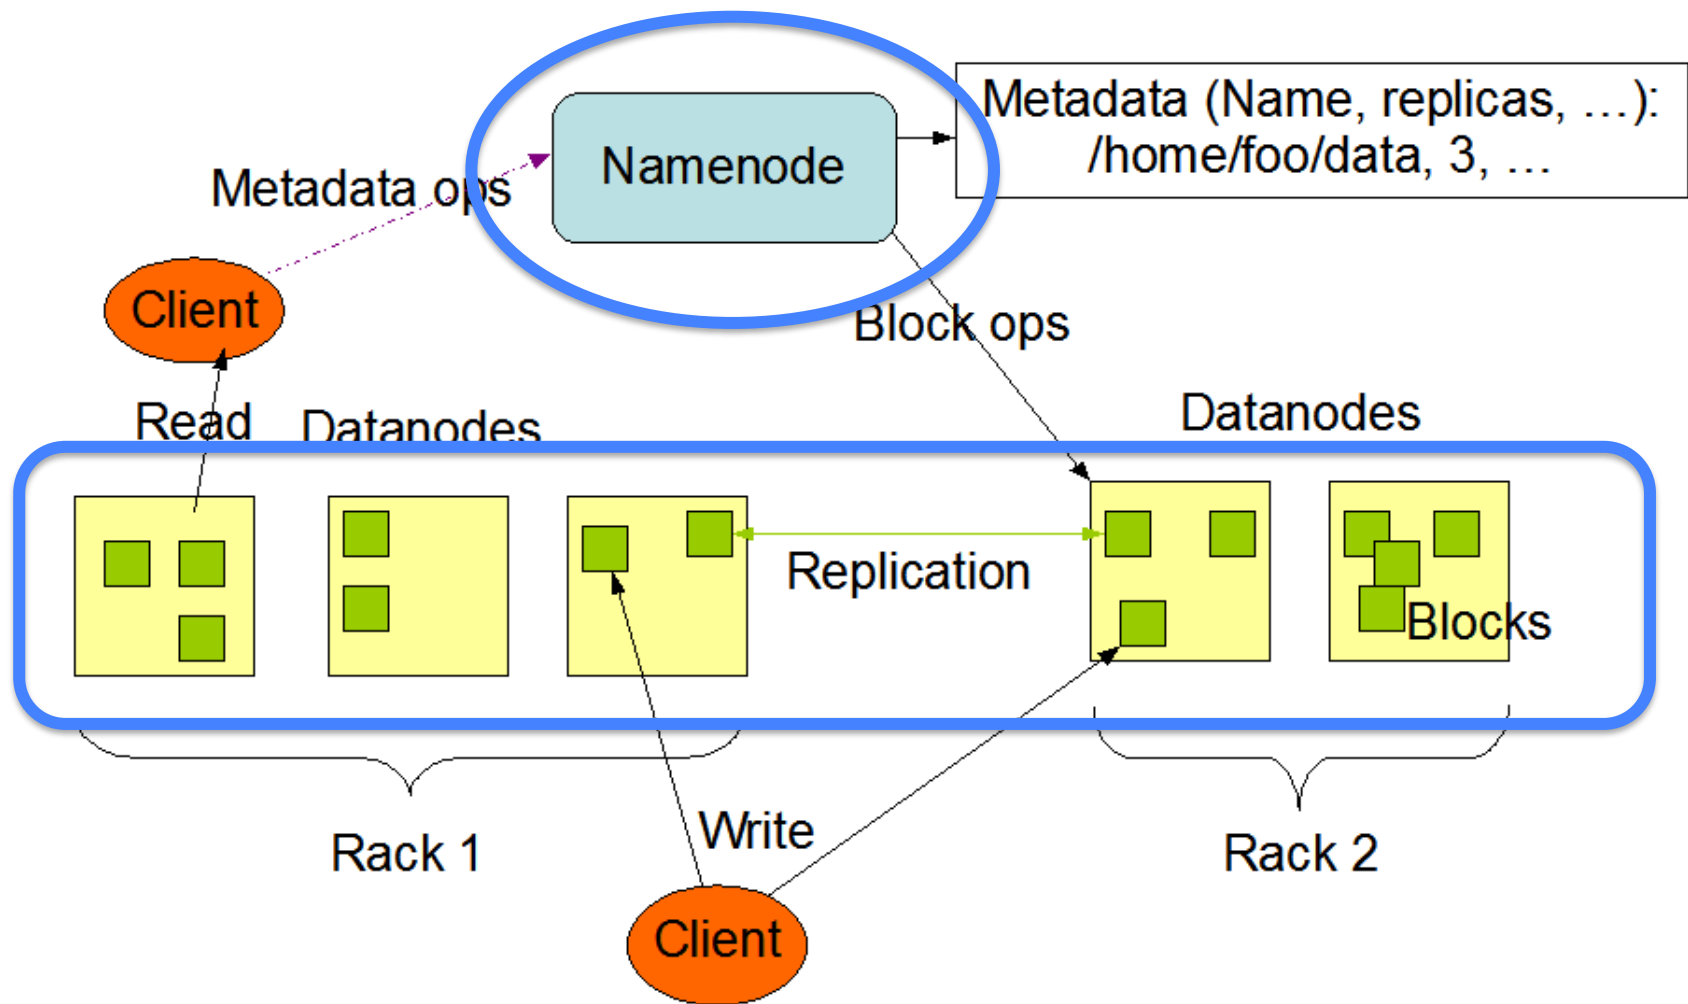 Metadata (Name, replicas, …):
/home/foo/data, 3, …
Namenode
Metadata ops
Client
Block ops
Read
Datanodes
Datanodes
Replication
Blocks
Rack 1
Write
Rack 2
Client